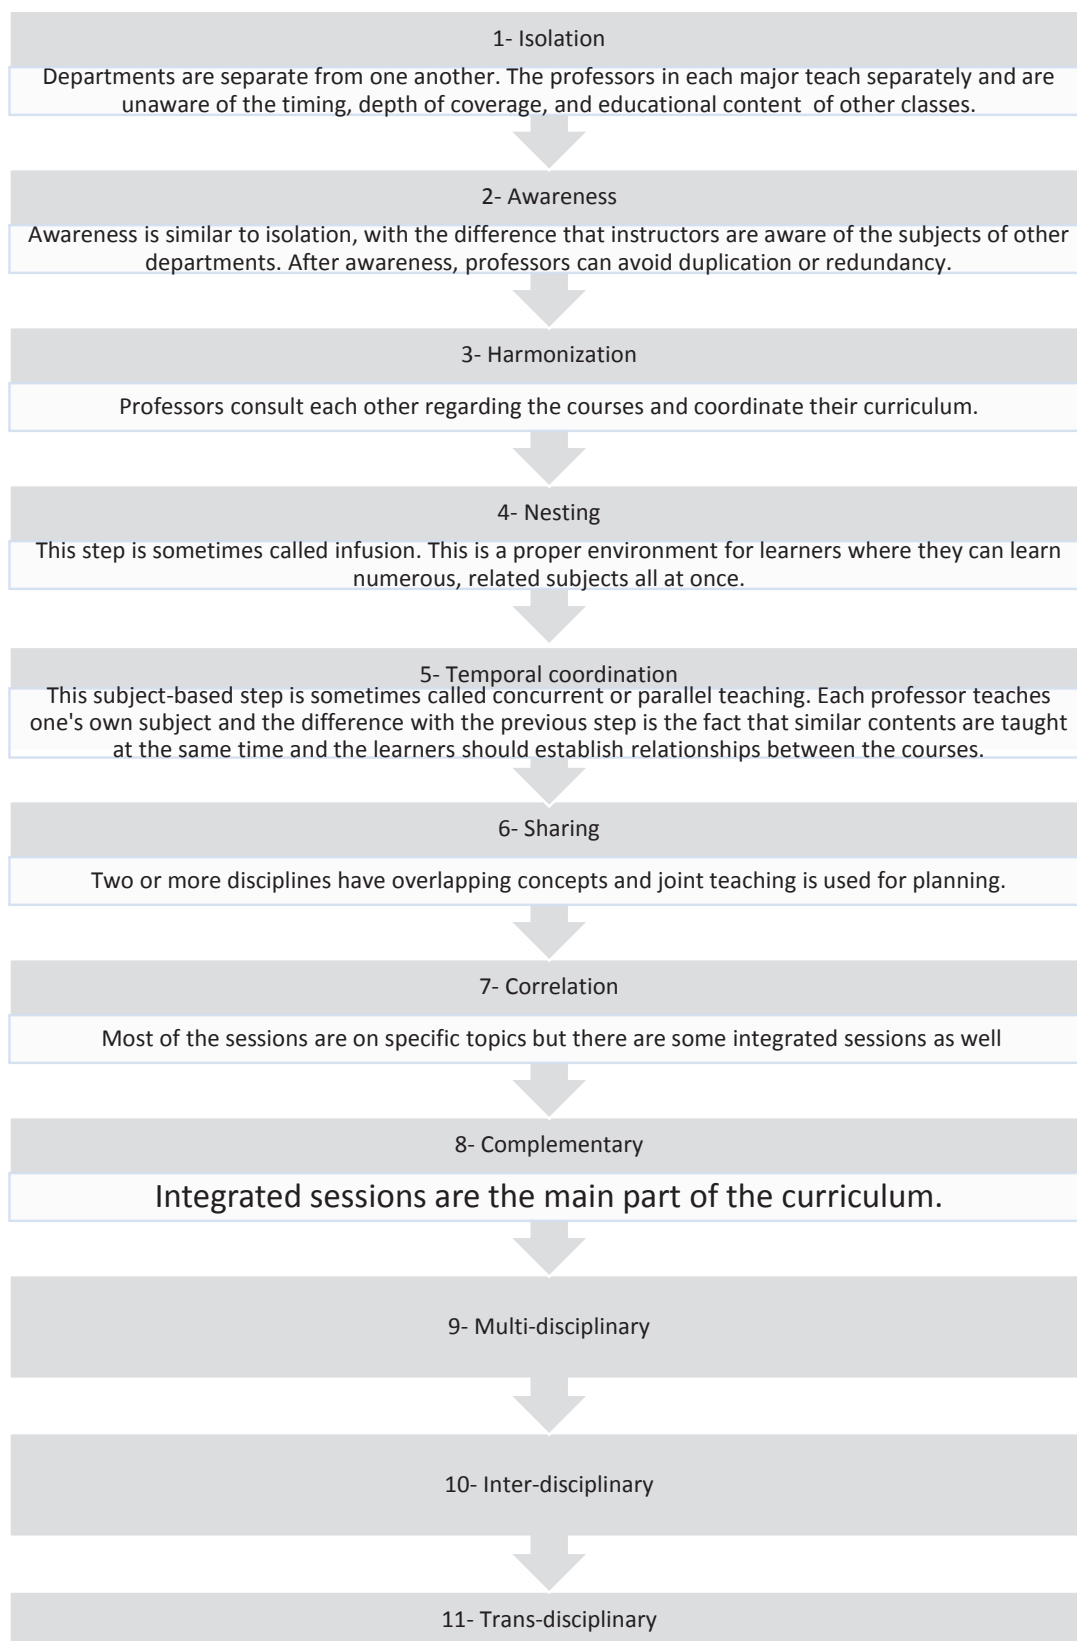 1- Isolation
Departments are separate from one another. The professors in each major teach separately and are
unaware of the timing, depth of coverage, and educational content of other classes.
2- Awareness
Awareness is similar to isolation, with the difference that instructors are aware of the subjects of other
departments. After awareness, professors can avoid duplication or redundancy.
3- Harmonization
Professors consult each other regarding the courses and coordinate their curriculum.
4- Nesting
This step is sometimes called infusion. This is a proper environment for learners where they can learn
numerous, related subjects all at once.
5- Temporal coordination
This subject-based step is sometimes called concurrent or parallel teaching. Each professor teaches
one's own subject and the difference with the previous step is the fact that similar contents are taught
at the same time and the learners should establish relationships between the courses.
6- Sharing
Two or more disciplines have overlapping concepts and joint teaching is used for planning.
7- Correlation
Most of the sessions are on specific topics but there are some integrated sessions as well
8- Complementary
Integrated sessions are the main part of the curriculum.
9- Multi-disciplinary
10- Inter-disciplinary
11- Trans-disciplinary